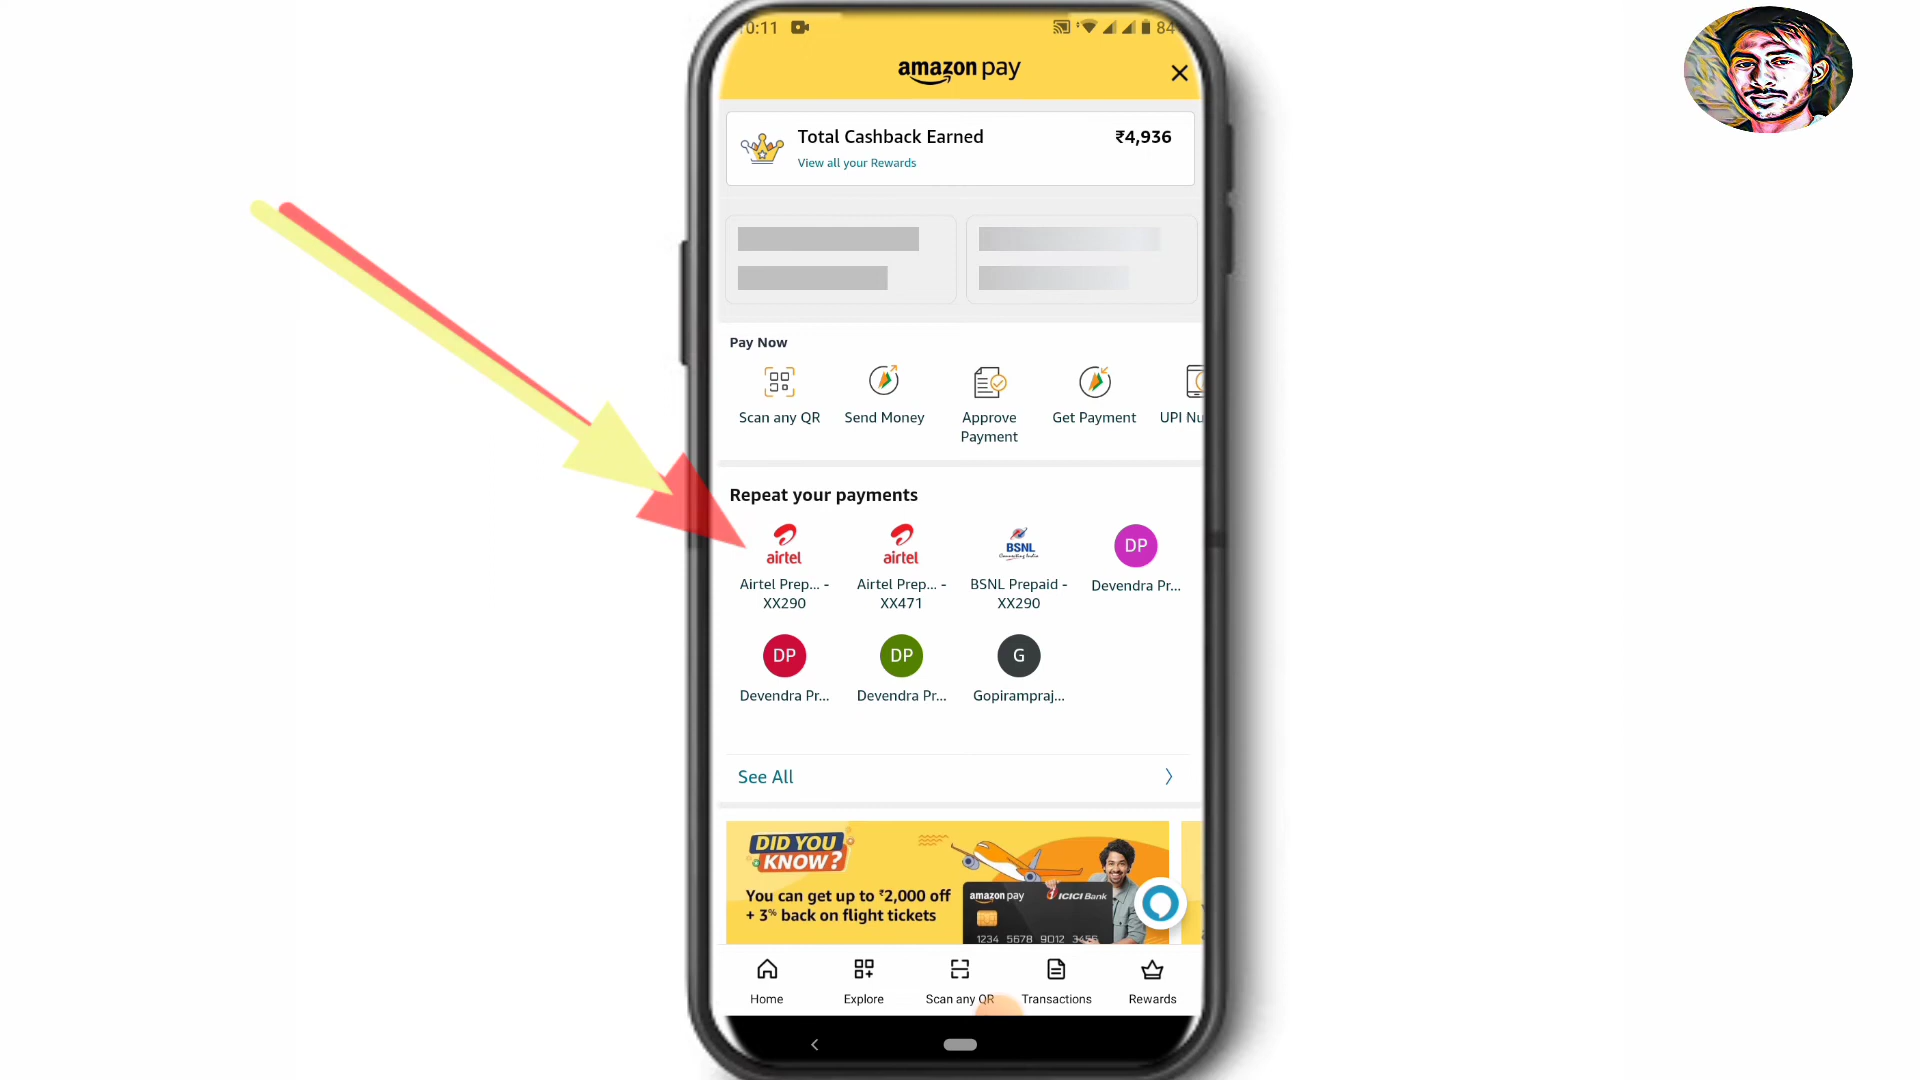 0:11
84
amazon pay
Total Cashback Earned
₹4,936
View all your Rewards
Pay Now
Scan any QR
Send Money
Approve
Payment
Get Payment
UPI Nu
Repeat your payments
airtel
airtel
BSNL
Connecting India
DP
Airtel Prep... -
XX290
Airtel Prep... -
XX471
BSNL Prepaid -
XX290
Devendra Pr...
DP
DP
G
Devendra Pr...
Devendra Pr...
Gopirampraj...
See All
DID YOU
KNOW?
You can get up to ₹2,000 off
+ 3% back on flight tickets
amazon pay
ICICI Bank
1234 5678 9012 3456
Home
Explore
Scan any QR
Transactions
Rewards